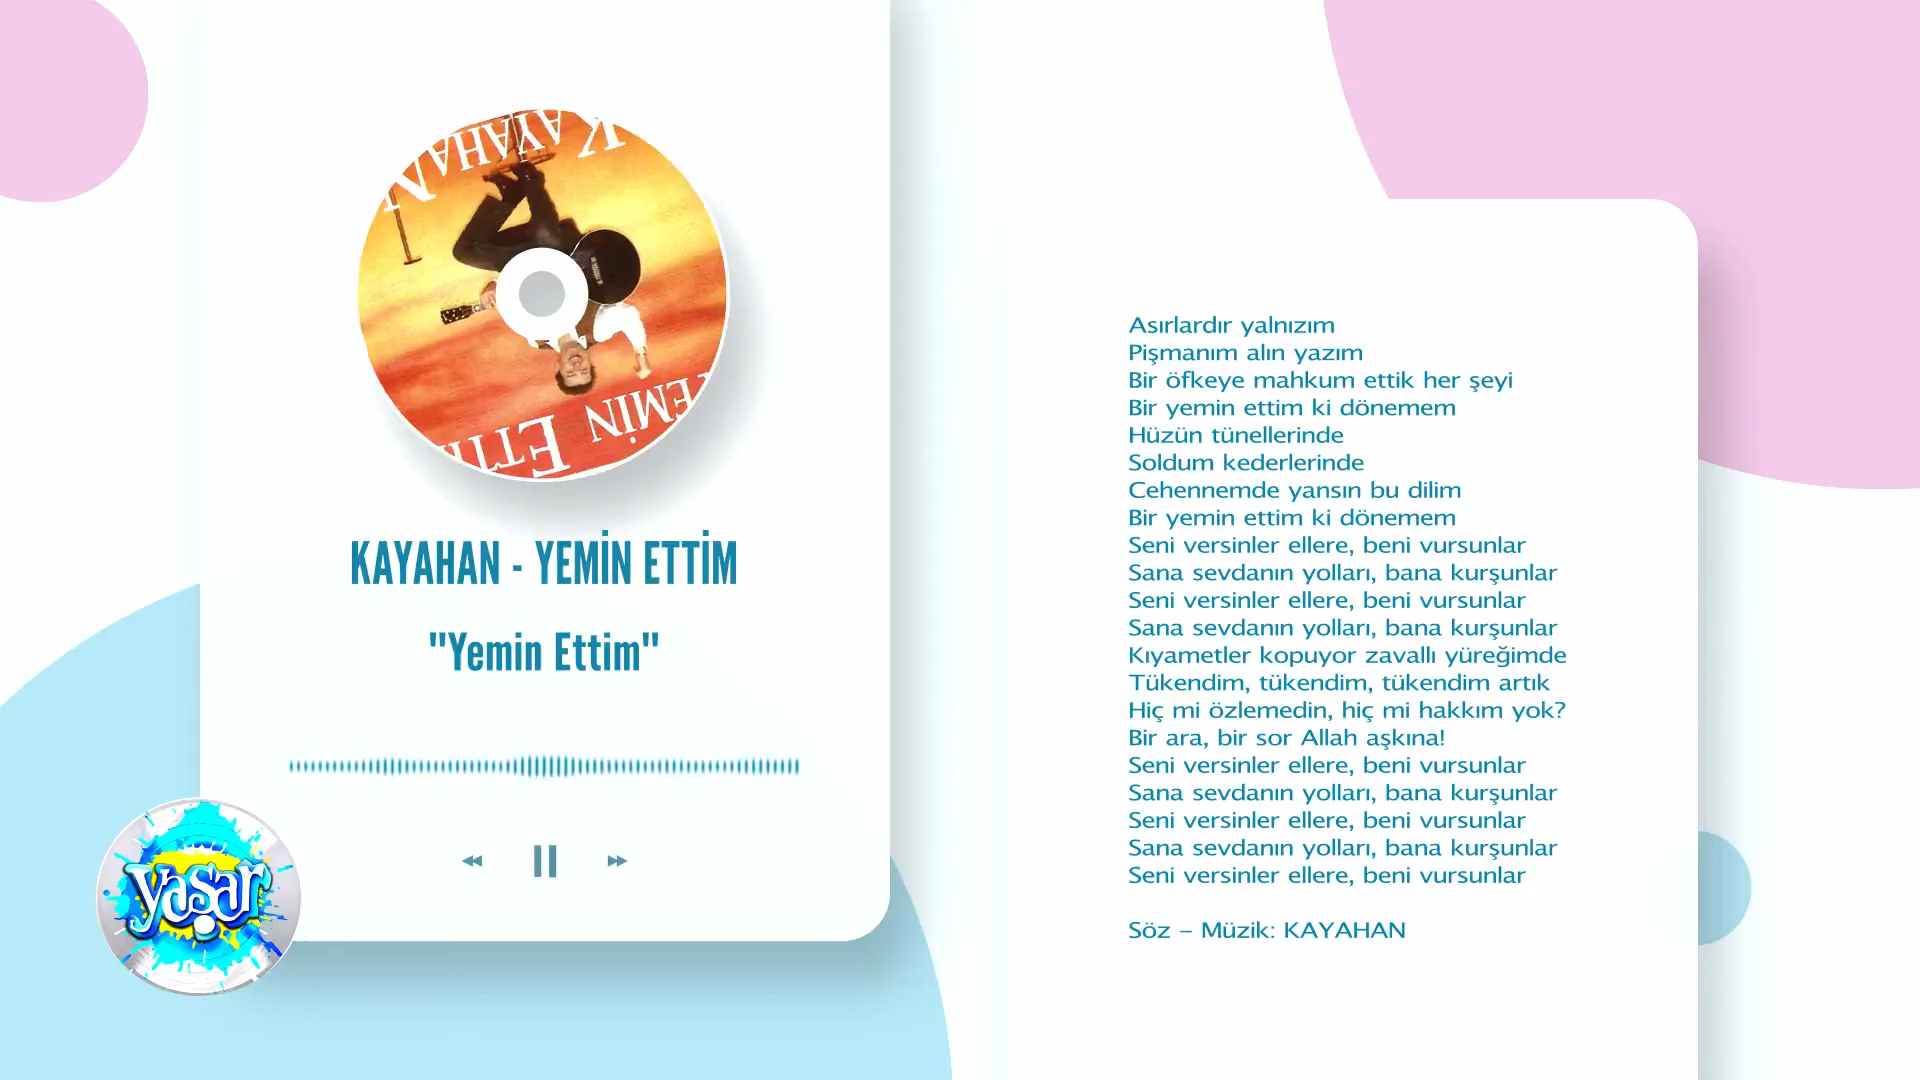 KAYAHAN
YEMİN
ETTİ
KAYAHAN - YEMİN ETTİM
"Yemin Ettim"
yaşar
Asırlardır yalnızım
Pişmanım alın yazım
Bir öfkeye mahkum ettik her şeyi
Bir yemin ettim ki dönemem
Hüzün tünellerinde
Soldum kederlerinde
Cehennemde yansın bu dilim
Bir yemin ettim ki dönemem
Seni versinler ellere, beni vursunlar
Sana sevdanın yolları, bana kurşunlar
Seni versinler ellere, beni vursunlar
Sana sevdanın yolları, bana kurşunlar
Kıyametler kopuyor zavallı yüreğimde
Tükendim, tükendim, tükendim artık
Hiç mi özlemedin, hiç mi hakkım yok?
Bir ara, bir sor Allah aşkına!
Seni versinler ellere, beni vursunlar
Sana sevdanın yolları, bana kurşunlar
Seni versinler ellere, beni vursunlar
Sana sevdanın yolları, bana kurşunlar
Seni versinler ellere, beni vursunlar
Söz – Müzik: KAYAHAN